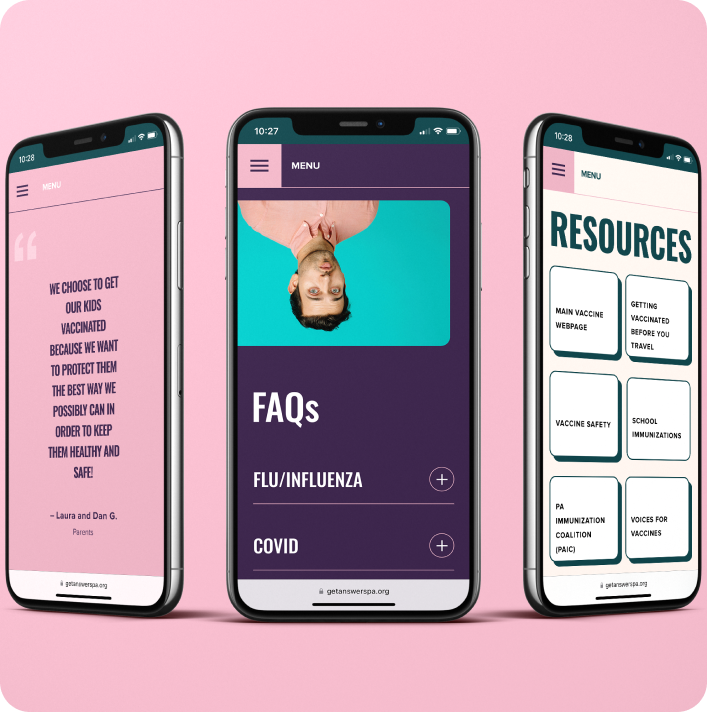 10:28
MENU
“
WE CHOOSE TO GET
OUR KIDS
VACCINATED
BECAUSE WE WANT
TO PROTECT THEM
THE BEST WAY WE
POSSIBLY CAN IN
ORDER TO KEEP
THEM HEALTHY AND
SAFE!
– Laura and Dan G.
Parents
getanswerspa.org
10:27
MENU
FAQs
FLU/INFLUENZA
COVID
getanswerspa.org
10:28
MENU
RESOURCES
MAIN VACCINE
WEBPAGE
GETTING
VACCINATED
BEFORE YOU
TRAVEL
VACCINE SAFETY
SCHOOL
IMMUNIZATIONS
PA
IMMUNIZATION
COALITION
(PAIC)
VOICES FOR
VACCINES
getanswerspa.org